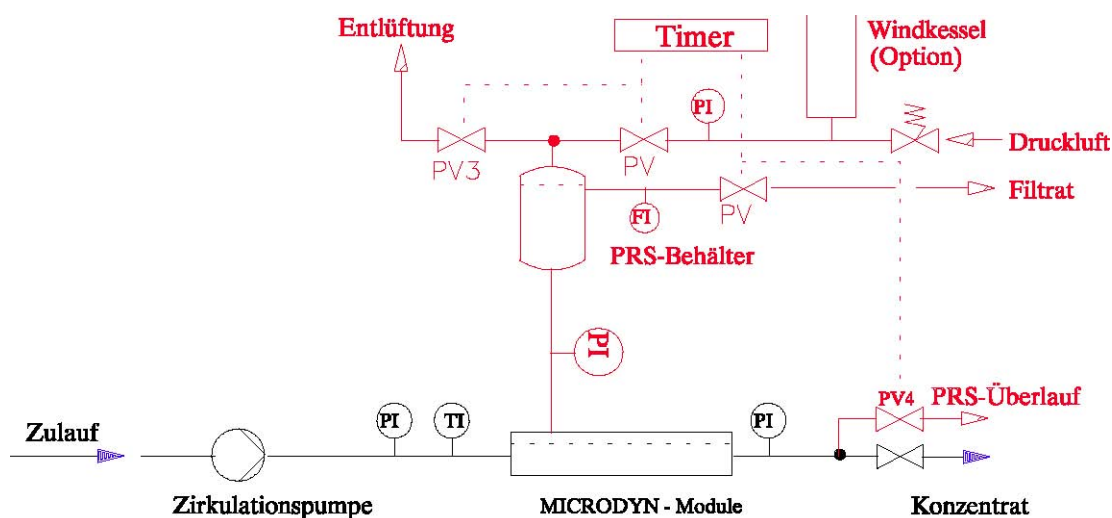 Entlüftung
Timer
Windkessel
(Option)
PI
PV3
PV
Druckluft
FI
PV
Filtrat
PRS-Behälter
PI
PV4
PRS-Überlauf
Zulauf
PI
TI
PI
Zirkulationspumpe
MICRODYN - Module
Konzentrat